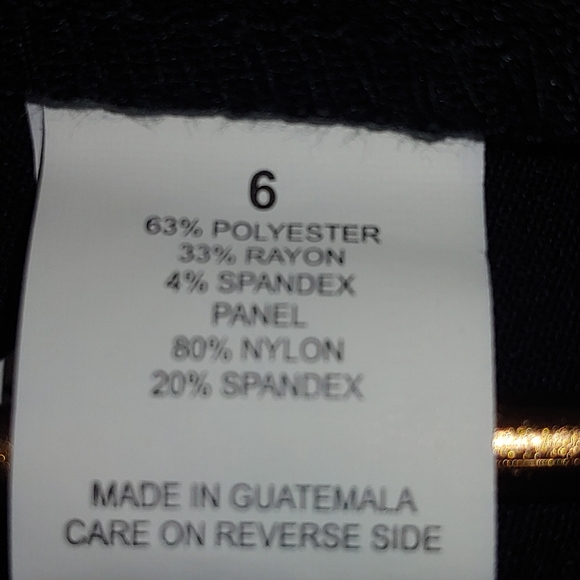 6
63% POLYESTER
33% RAYON
4% SPANDEX
PANEL
80% NYLON
20% SPANDEX
MADE IN GUATEMALA
CARE ON REVERSE SIDE